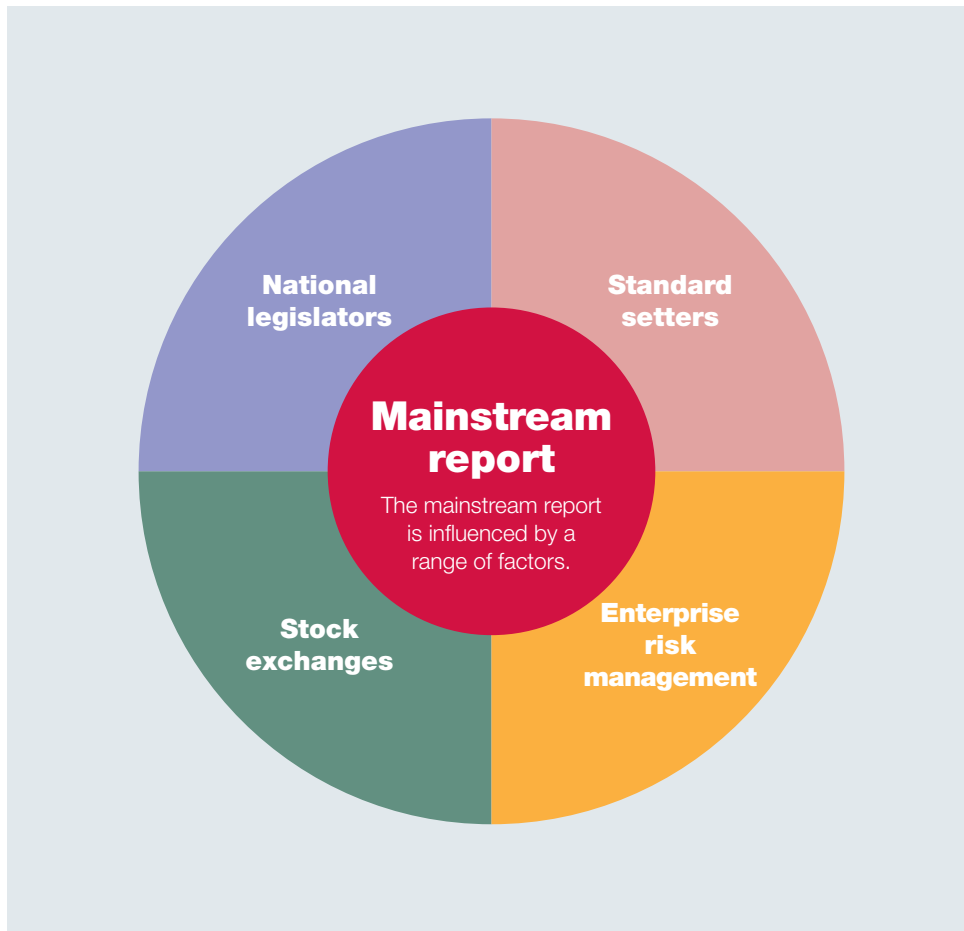 National
legislators
Standard
setters
Mainstream
report
The mainstream report
is influenced by a
range of factors.
Stock
exchanges
Enterprise
risk
management